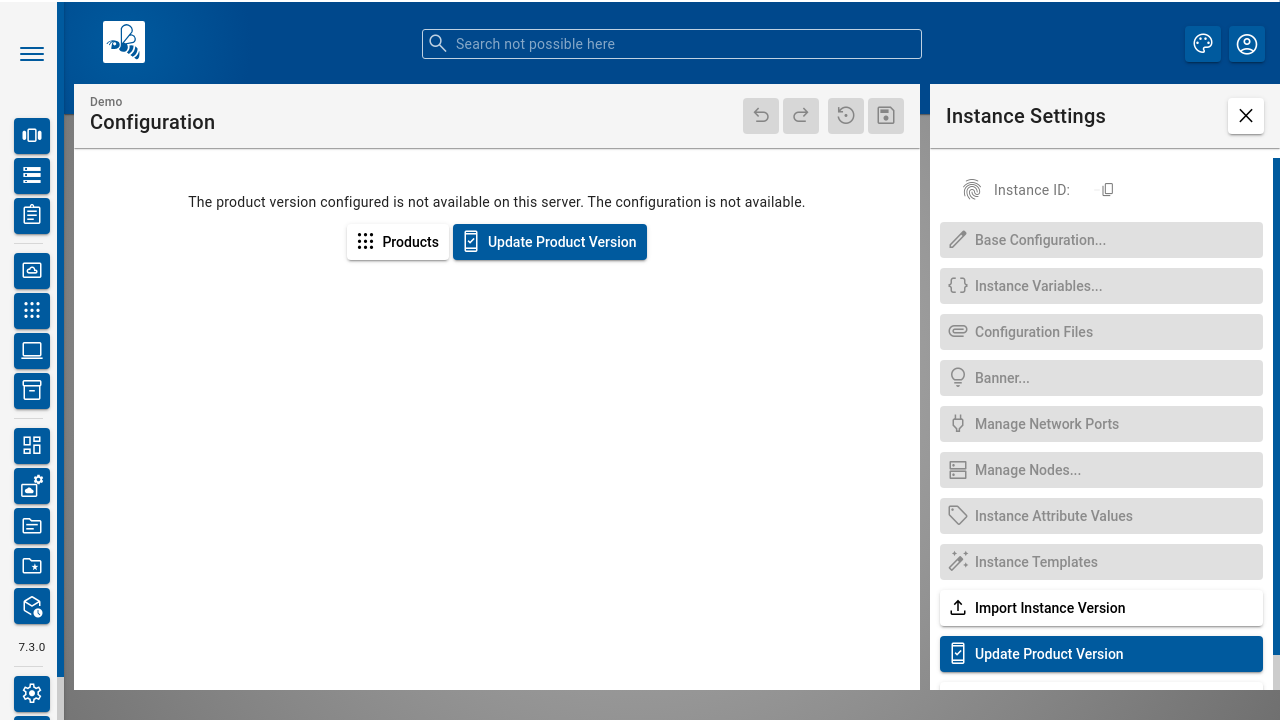 Search not possible here
Demo
Configuration
Instance Settings
The product version configured is not available on this server. The configuration is not available.
Products
Update Product Version
Instance ID:
Base Configuration...
Instance Variables...
Configuration Files
Banner...
Manage Network Ports
Manage Nodes...
Instance Attribute Values
Instance Templates
Import Instance Version
Update Product Version
7.3.0